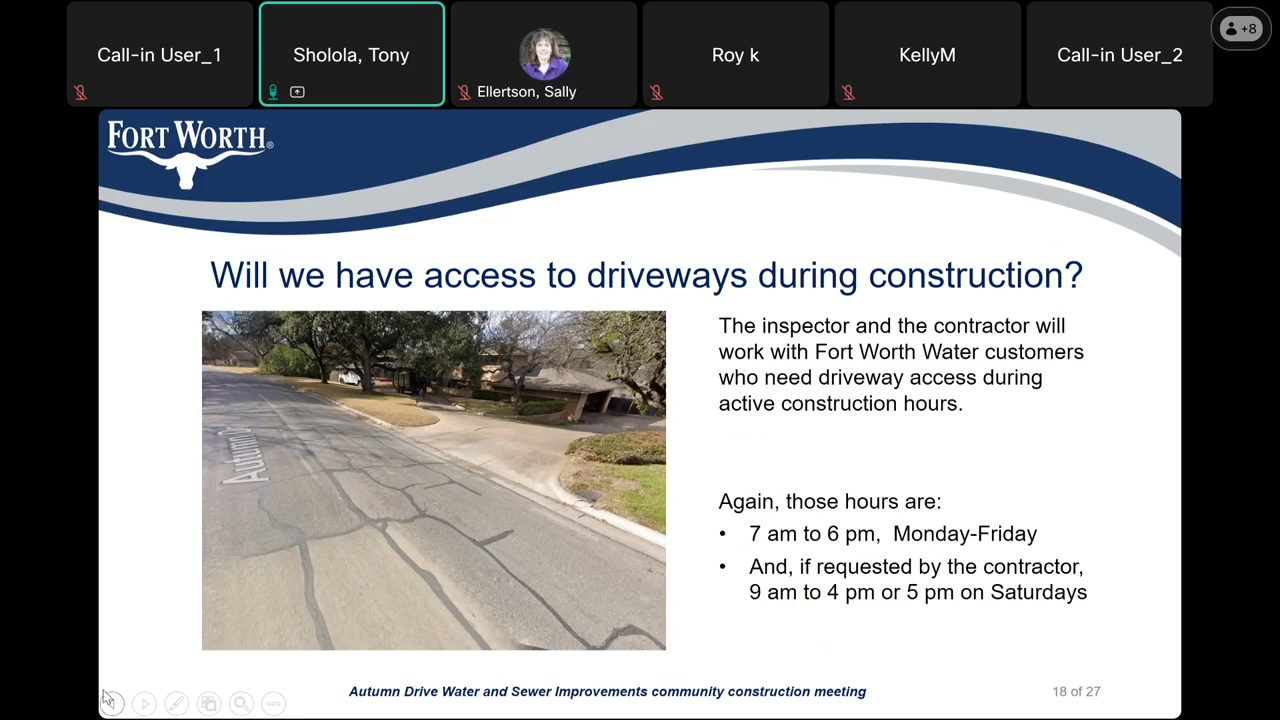 Call-in User_1
Sholola, Tony
Ellertson, Sally
Roy k
KellyM
Call-in User_2
+8
FORT WORTH®
Will we have access to driveways during construction?
Autumn Dr
The inspector and the contractor will
work with Fort Worth Water customers
who need driveway access during
active construction hours.
Again, those hours are:
• 7 am to 6 pm, Monday-Friday
• And, if requested by the contractor,
9 am to 4 pm or 5 pm on Saturdays
Autumn Drive Water and Sewer Improvements community construction meeting
18 of 27